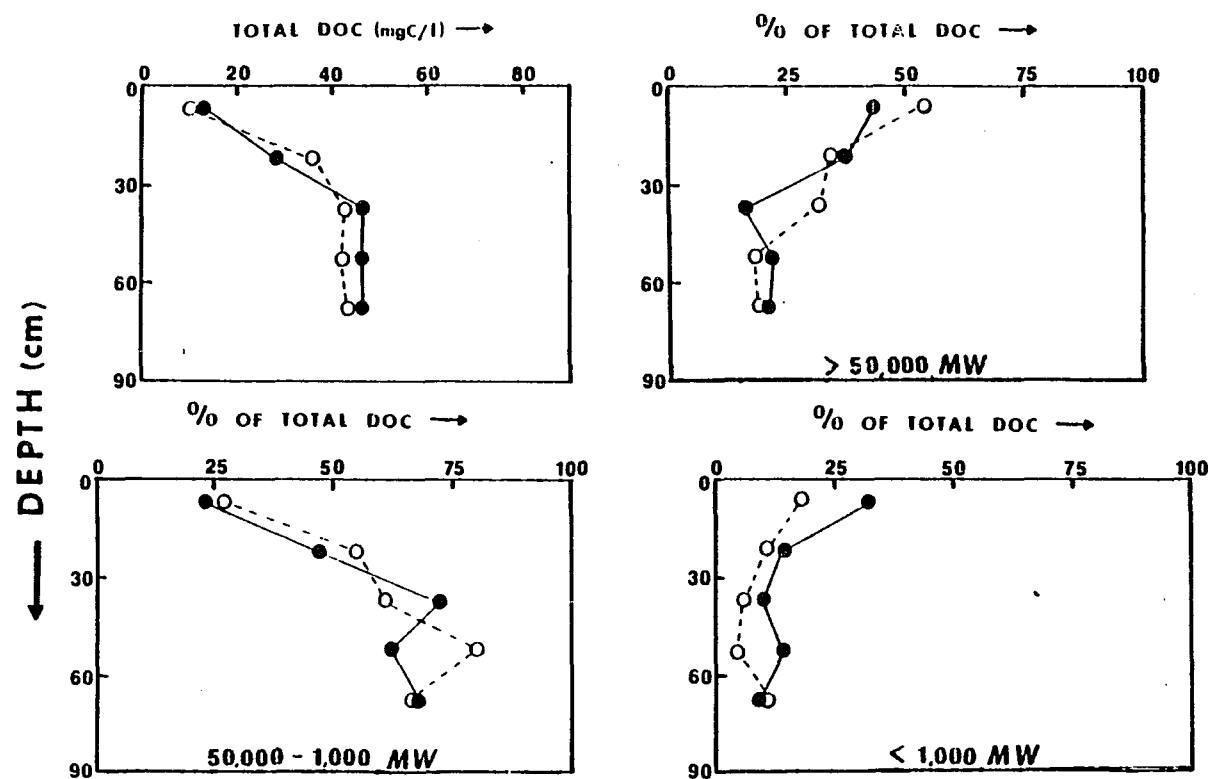 TOTAL DOC (mgC/l) →
0 20 40 60 80
0
30
60
90
% OF TOTAL DOC →
0 25 50 75 100
0
30
60
90
> 50,000 MW
← DEPTH (cm)
% OF TOTAL DOC →
0 25 50 75 100
0
30
60
90
50,000 - 1,000 MW
% OF TOTAL DOC →
0 25 50 75 100
0
30
60
90
< 1,000 MW